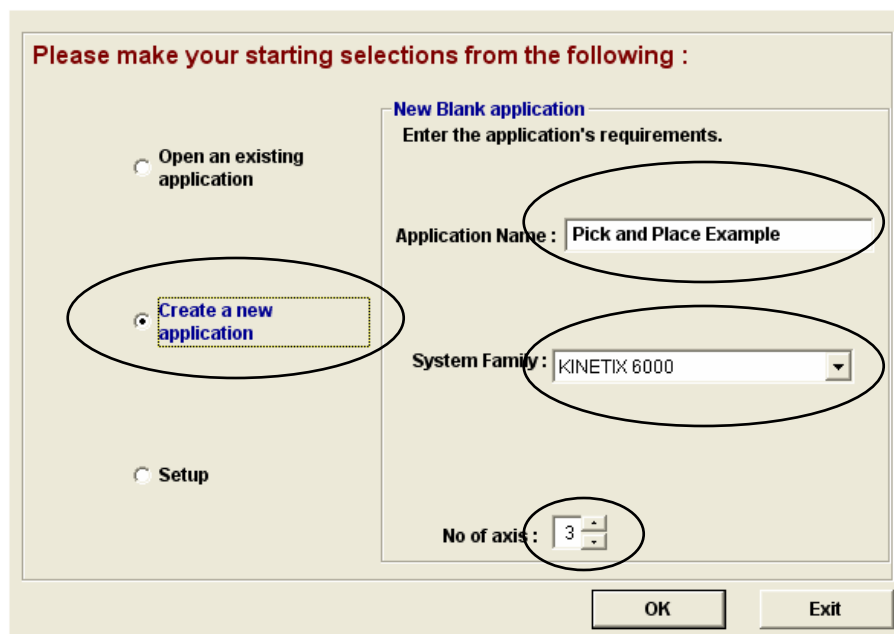 Please make your starting selections from the following :
New Blank application
Enter the application's requirements.
Open an existing
application
Application Name : Pick and Place Example
Create a new
application
System Family : KINETIX 6000
Setup
No of axis : 3
OK Exit